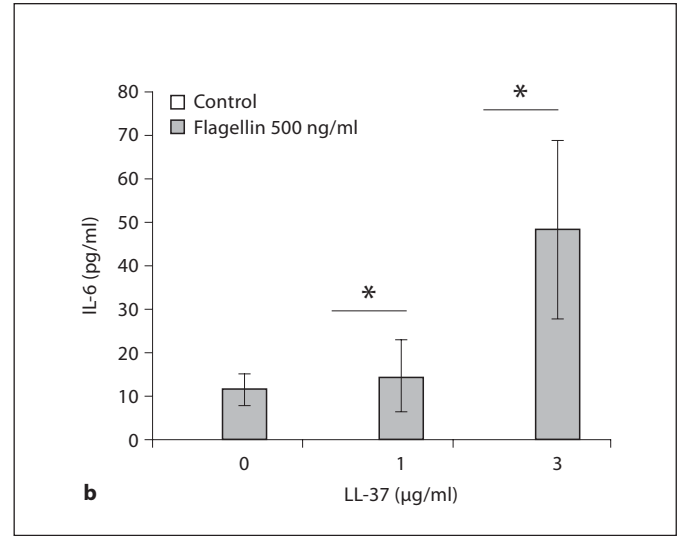 80
Control
70
Flagellin 500 ng/ml
60
50
40
30
20
10
0
IL-6 (pg/ml)
*
*
0 1 3
b LL-37 (μg/ml)